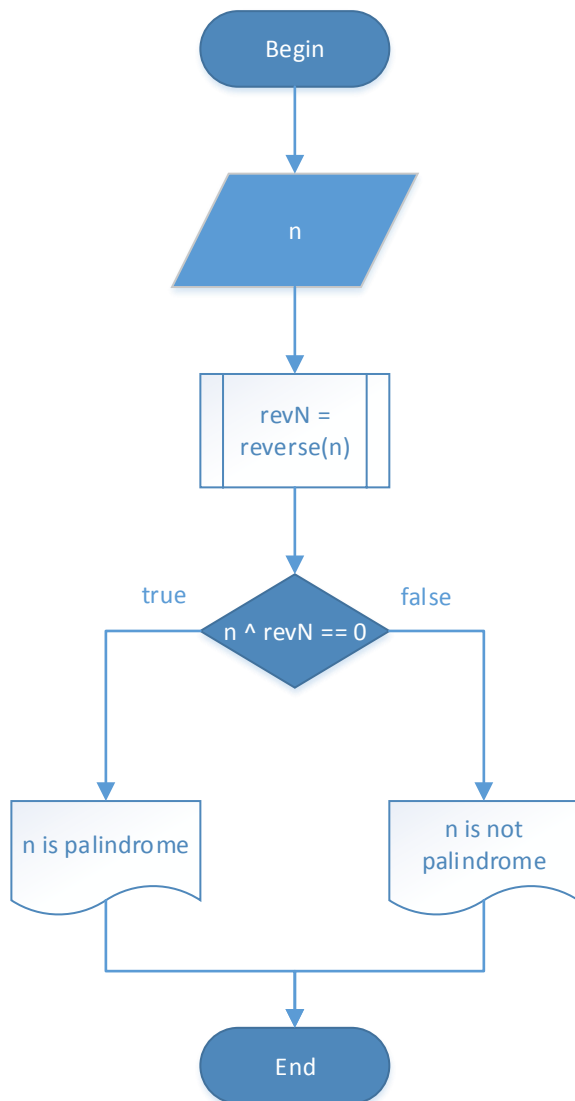 Begin
n
revN =
reverse(n)
true
false
n ^ revN == 0
n is palindrome
n is not
palindrome
End